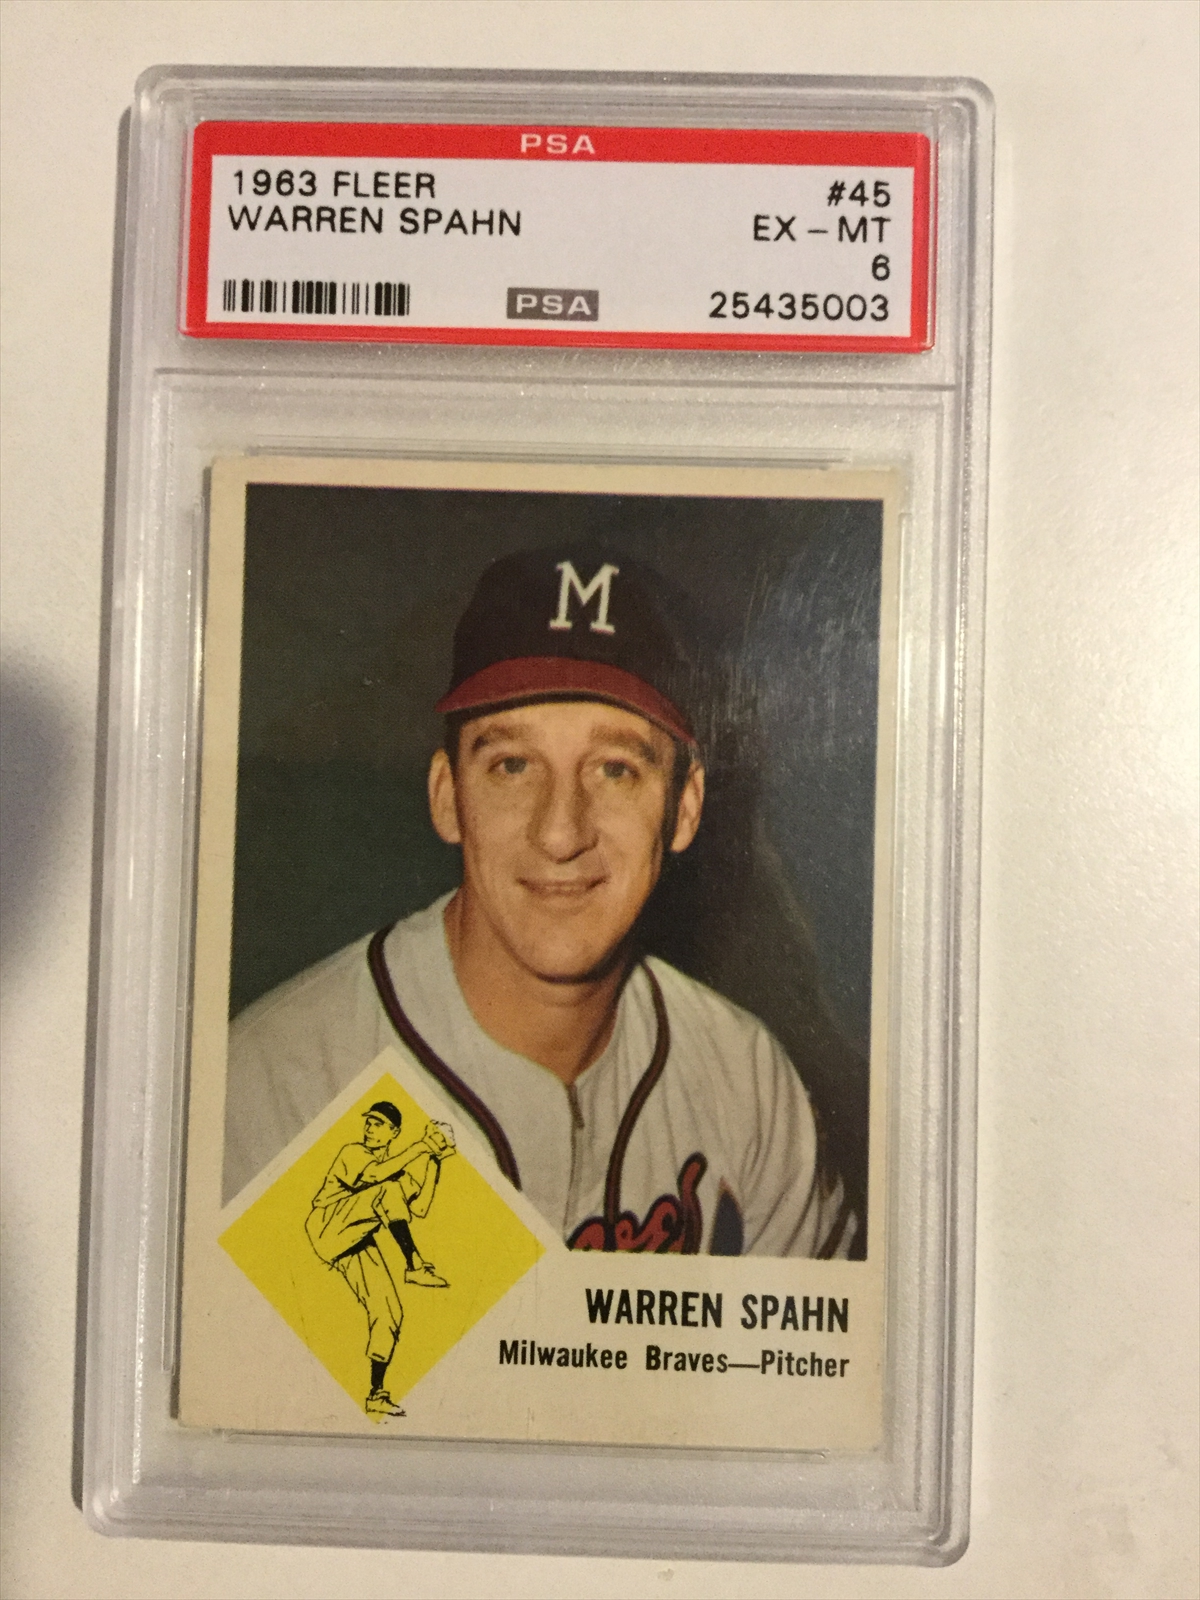 PSA
1963 FLEER #45
WARREN SPAHN EX - MT
6
PSA 25435003
M
WARREN SPAHN
Milwaukee Braves—Pitcher